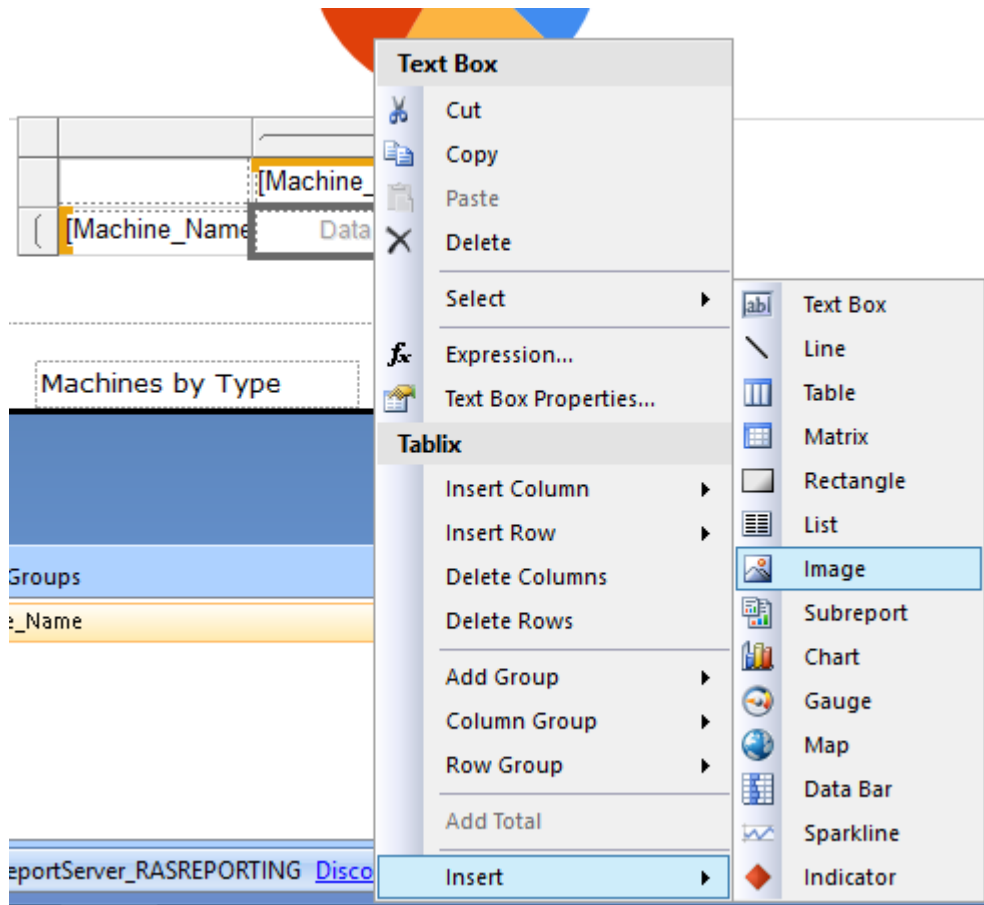 Text Box
Cut
Copy
Paste
Delete
Select
Expression...
Text Box Properties...
Tablix
Insert Column
Insert Row
Delete Columns
Delete Rows
Add Group
Column Group
Row Group
Add Total
Insert
Text Box
Line
Table
Matrix
Rectangle
List
Image
Subreport
Chart
Gauge
Map
Data Bar
Sparkline
Indicator
[Machine_
[Machine_Name
Data
Machines by Type
Groups
e_Name
eportServer_RASREPORTING Disco